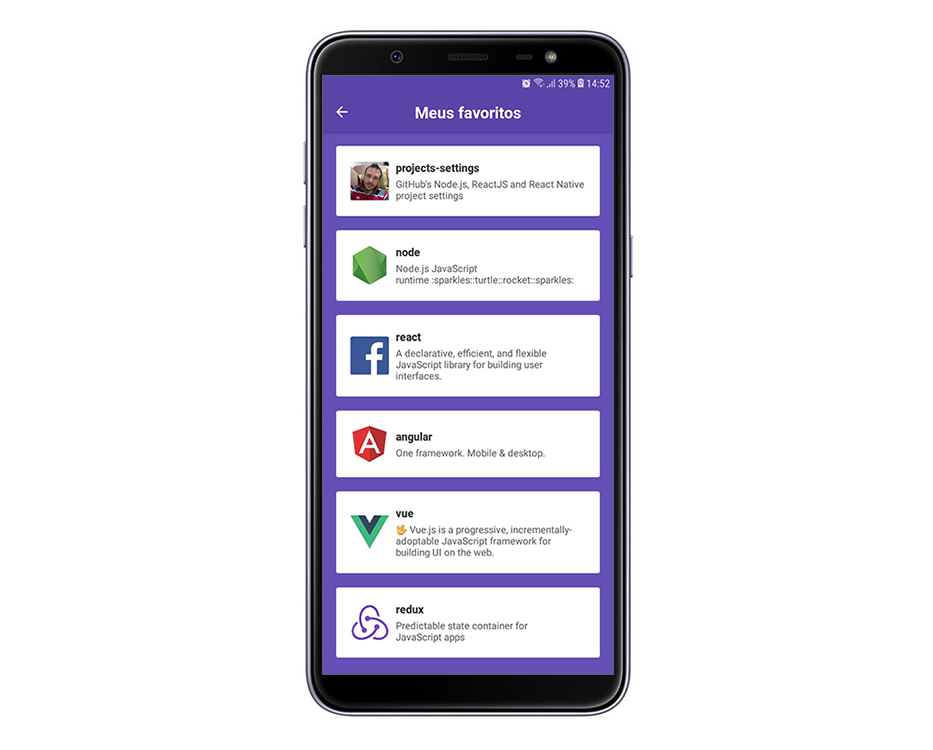 39% 14:52
Meus favoritos
projects-settings
GitHub's Node.js, ReactJS and React Native
project settings
node
Node.js JavaScript
runtime :sparkles::turtle::rocket::sparkles:
react
A declarative, efficient, and flexible
JavaScript library for building user
interfaces.
angular
One framework. Mobile & desktop.
vue
🖖 Vue.js is a progressive, incrementally-
adoptable JavaScript framework for
building UI on the web.
redux
Predictable state container for
JavaScript apps